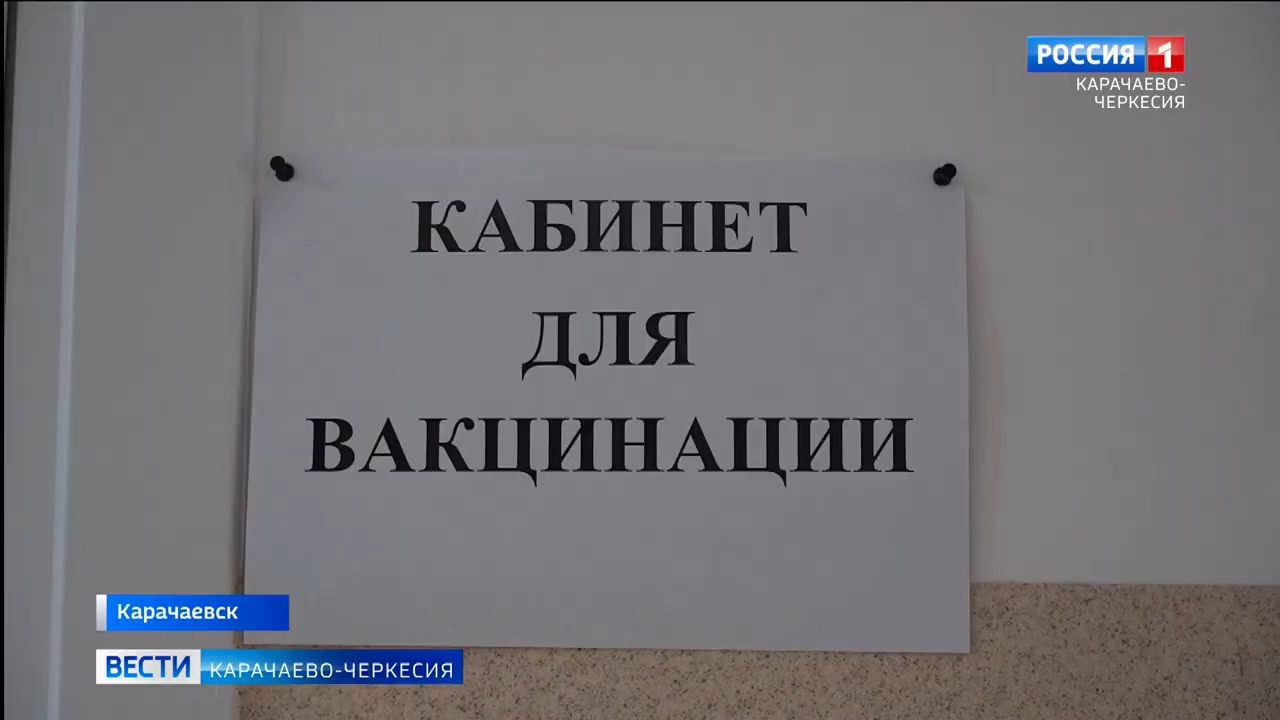 РОССИЯ 1
КАРАЧАЕВО-
ЧЕРКЕСИЯ
КАБИНЕТ
ДЛЯ
ВАКЦИНАЦИИ
Карачаевск
ВЕСТИ КАРАЧАЕВО-ЧЕРКЕСИЯ